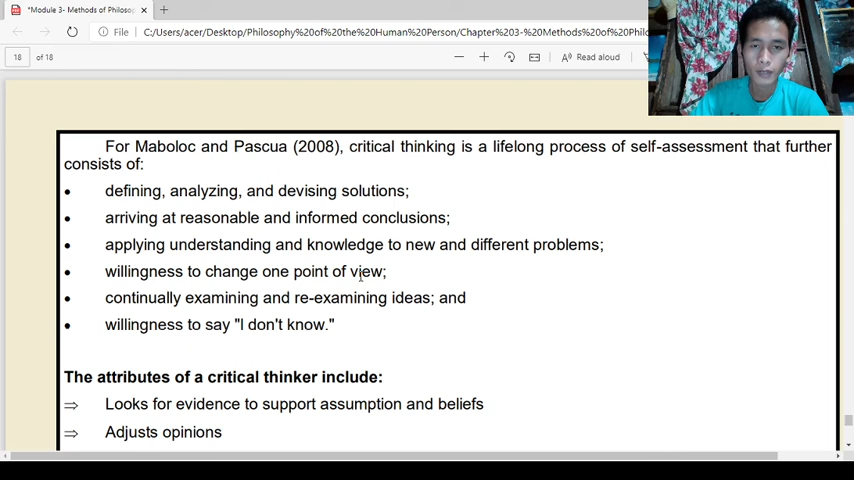 *Module 3- Methods of Philosop
File
C:/Users/acer/Desktop/Philosophy%20of%20the%20Human%20Person/Chapter%203-%20Methods%20of%20Phil
18 of 18
Read aloud
For Maboloc and Pascua (2008), critical thinking is a lifelong process of self-assessment that further
consists of:
• defining, analyzing, and devising solutions;
• arriving at reasonable and informed conclusions;
• applying understanding and knowledge to new and different problems;
• willingness to change one point of view;
• continually examining and re-examining ideas; and
• willingness to say "I don't know."
The attributes of a critical thinker include:
⇒ Looks for evidence to support assumption and beliefs
⇒ Adjusts opinions